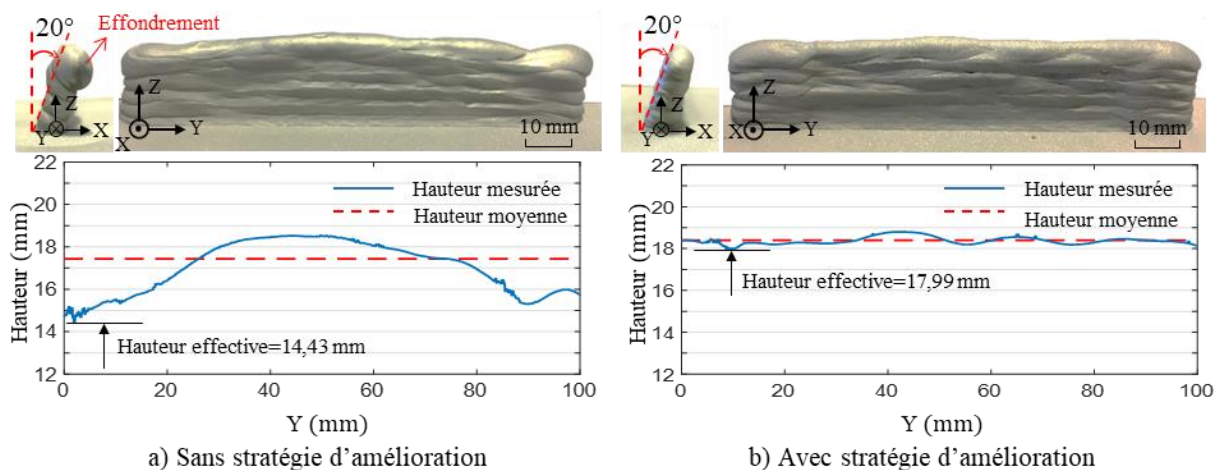 20°
Effondrement
Z
Y
X
Z
X
Y
10 mm
20°
Z
Y
X
Z
X
Y
10 mm
22
20
18
16
14
12
Hauteur (mm)
Hauteur mesurée
Hauteur moyenne
Hauteur effective=14,43 mm
0
20
40
60
80
100
Y (mm)
a) Sans stratégie d’amélioration
22
20
18
16
14
12
Hauteur (mm)
Hauteur mesurée
Hauteur moyenne
Hauteur effective=17,99 mm
0
20
40
60
80
100
Y (mm)
b) Avec stratégie d’amélioration